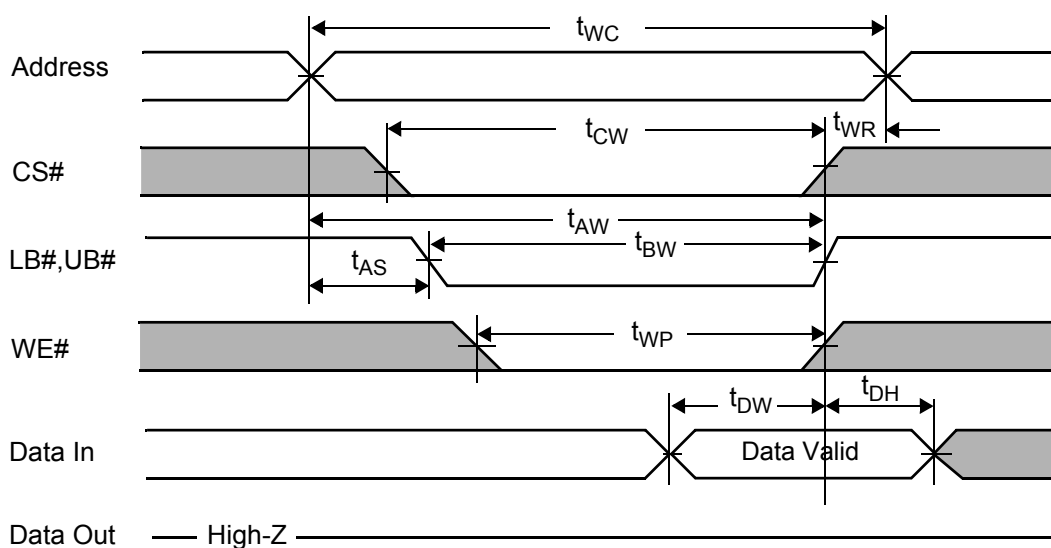 tWC
Address
tCW
tWR
CS#
tAW
tBW
LB#,UB#
tAS
tWP
WE#
tDW
tDH
Data In
Data Valid
Data Out
High-Z